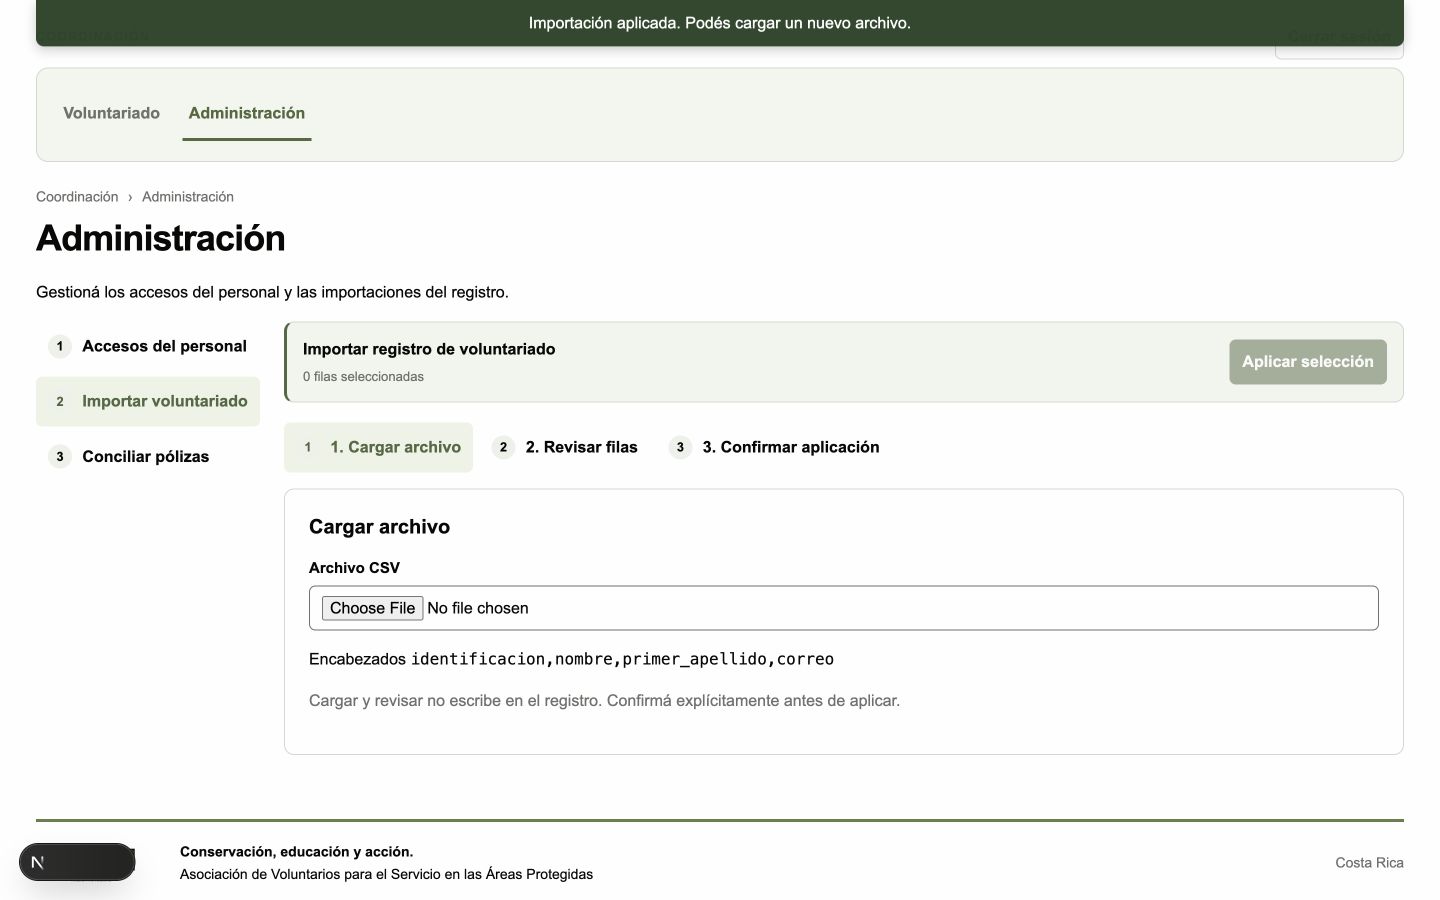 Importación aplicada. Podés cargar un nuevo archivo.
Voluntariado
Administración
Coordinación › Administración
Administración
Gestioná los accesos del personal y las importaciones del registro.
1 Accesos del personal
2 Importar voluntariado
3 Conciliar pólizas
Importar registro de voluntariado
0 filas seleccionadas
Aplicar selección
1 1. Cargar archivo
2 2. Revisar filas
3 3. Confirmar aplicación
Cargar archivo
Archivo CSV
Choose File No file chosen
Encabezados identificacion,nombre,primer_apellido,correo
Cargar y revisar no escribe en el registro. Confirmá explícitamente antes de aplicar.
N
Conservación, educación y acción.
Asociación de Voluntarios para el Servicio en las Áreas Protegidas
Costa Rica